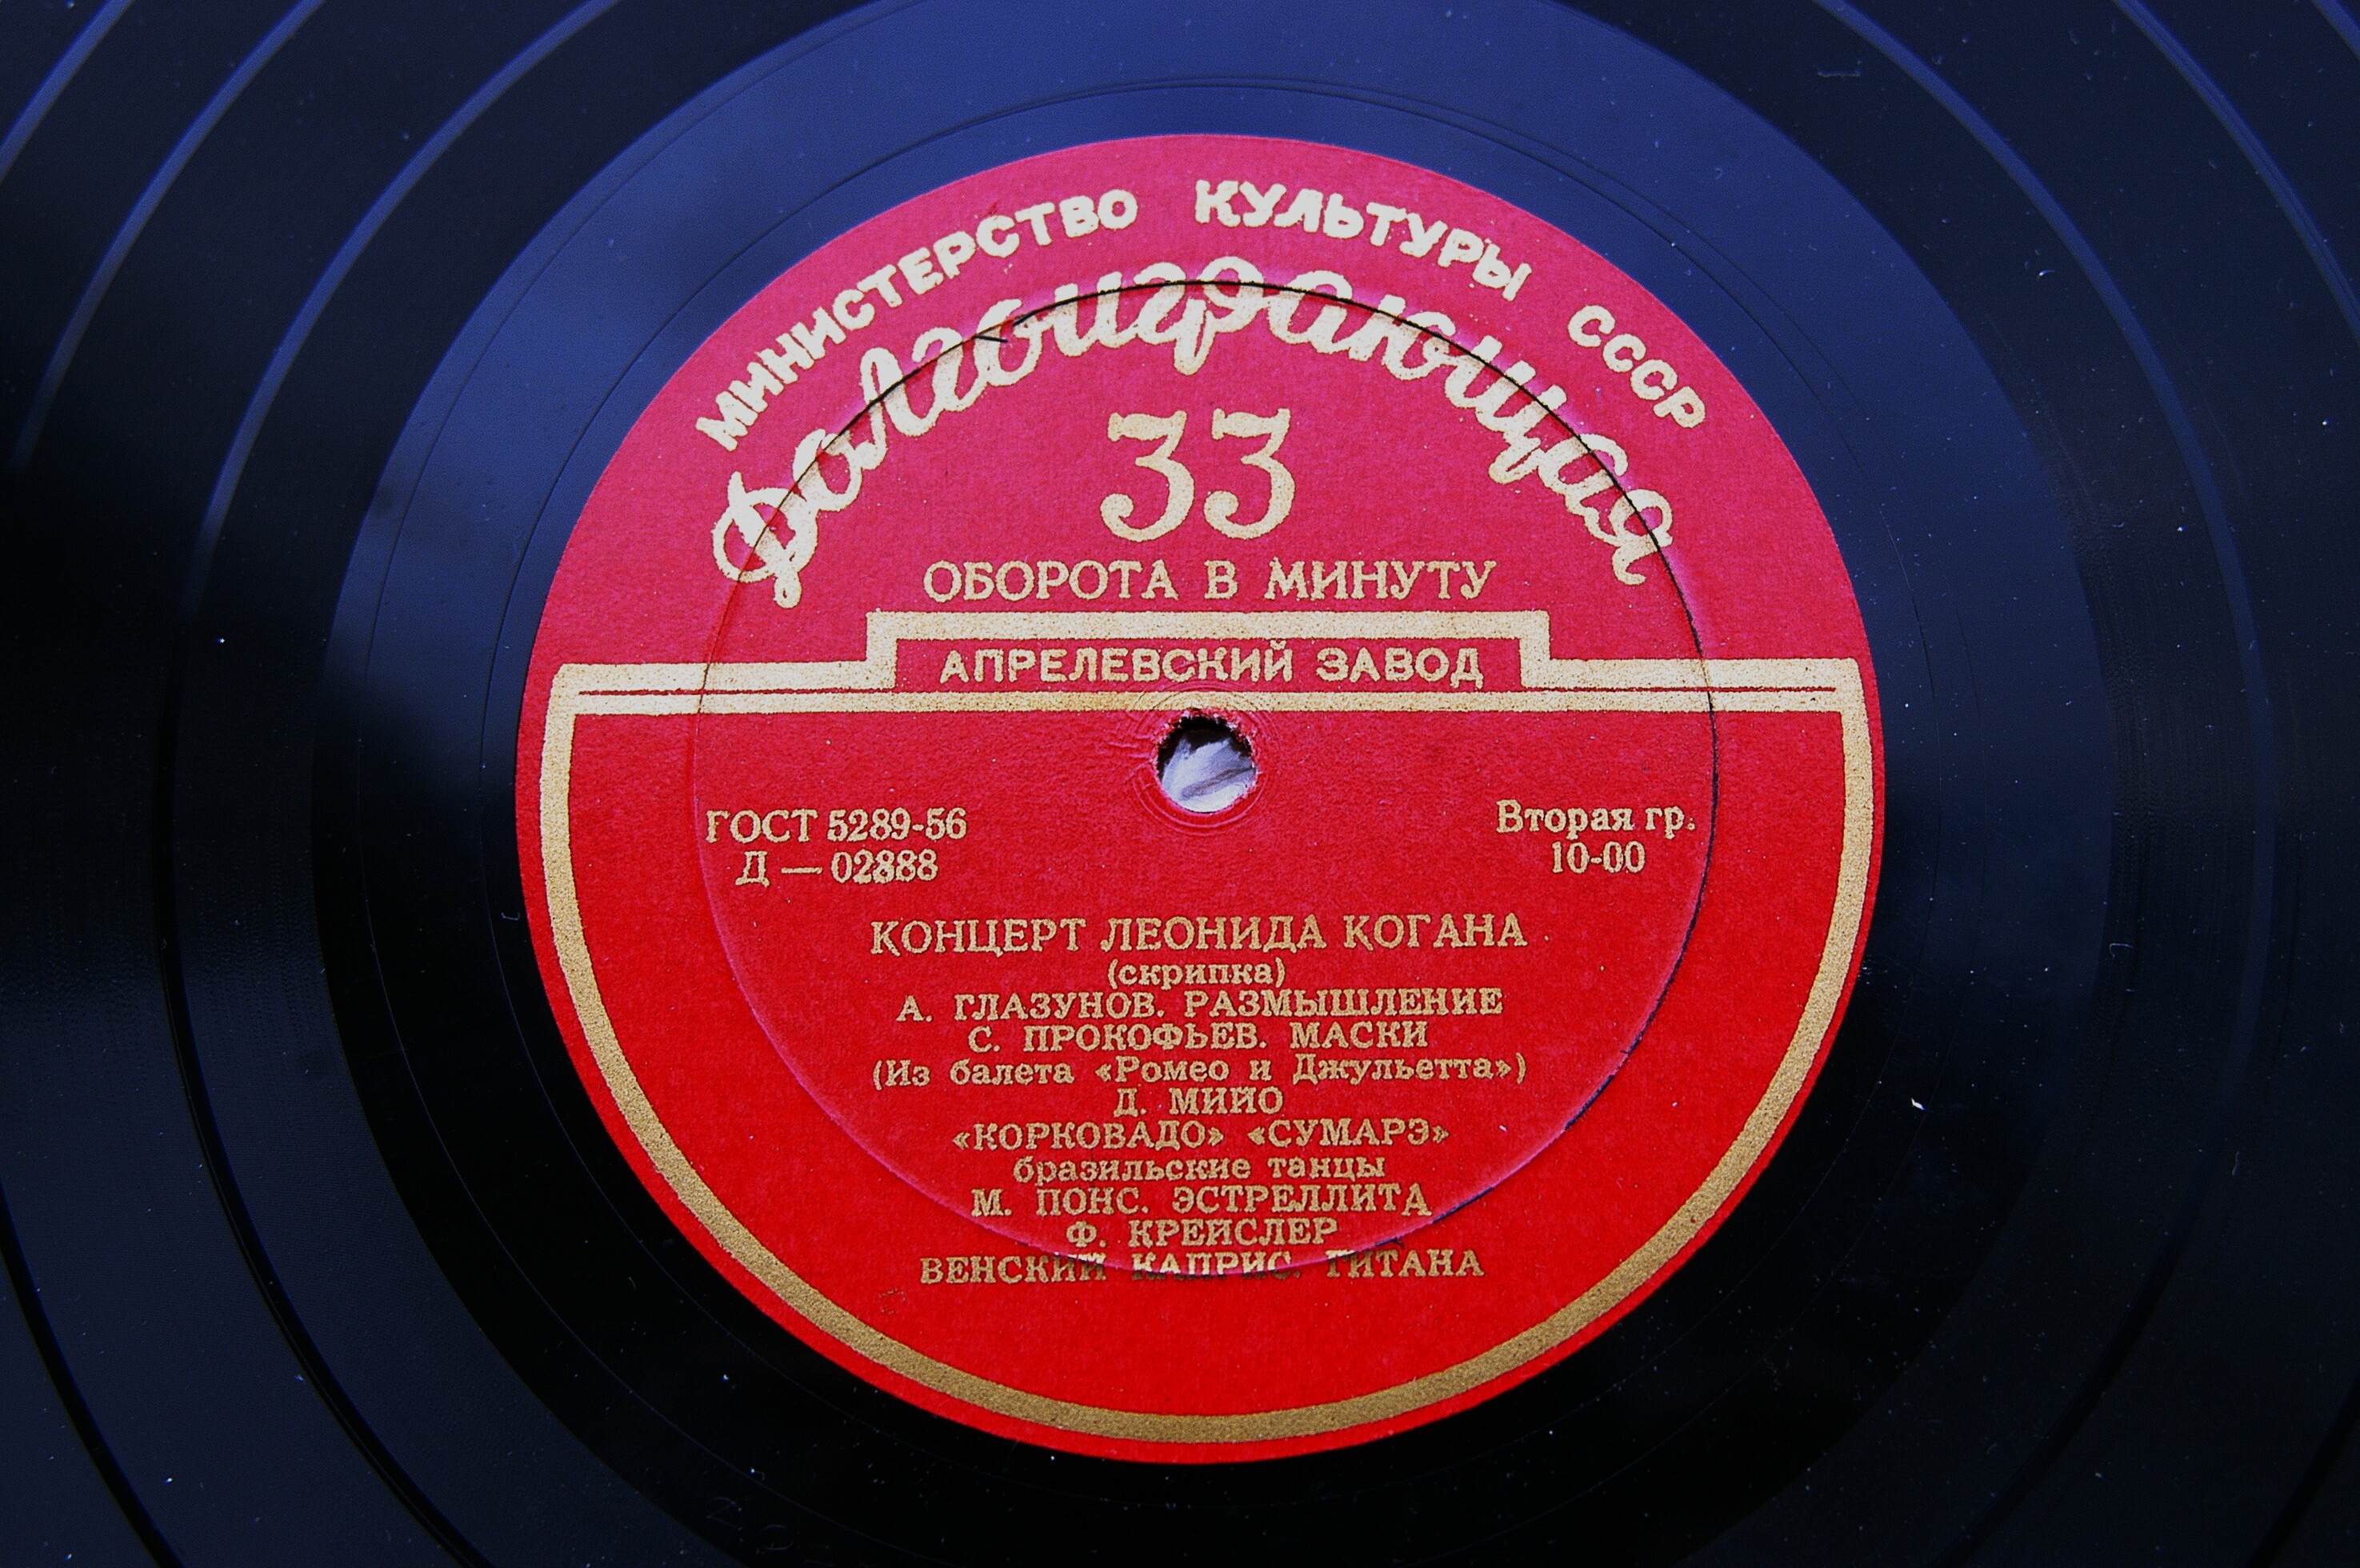 МИНИСТЕРСТВО КУЛЬТУРЫ СССР
Долгоиграющая
33
ОБОРОТА В МИНУТУ
АПРЕЛЕВСКИЙ ЗАВОД
ГОСТ 5289-56
Д — 02888
Вторая гр.
10-00
КОНЦЕРТ ЛЕОНИДА КОГАНА
(скрипка)
А. ГЛАЗУНОВ. РАЗМЫШЛЕНИЕ
С. ПРОКОФЬЕВ. МАСКИ
(Из балета «Ромео и Джульетта»)
Д. МИЙО
«КОРКОВАДО» «СУМАРЭ»
бразильские танцы
М. ПОНС. ЭСТРЕЛЛИТА
Ф. КРЕЙСЛЕР
ВЕНСКИЙ КАПРИС. ГИТАНА